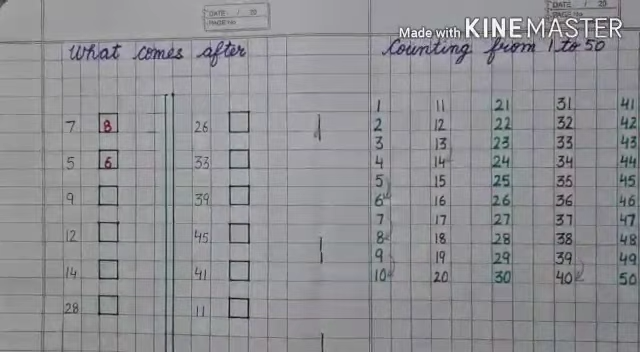 DATE: / 20
PAGE No.
DATE: / 20
Made with KINEMASTER
What comes after
Counting from 1 to 50
7 8 26
5 6 33
9 39
12 45
14 41
28 11
1 11 21 31 41
2 12 22 32 42
3 13 23 33 43
4 14 24 34 44
5 15 25 35 45
6 16 26 36 46
7 17 27 37 47
8 18 28 38 48
9 19 29 39 49
10 20 30 40 50